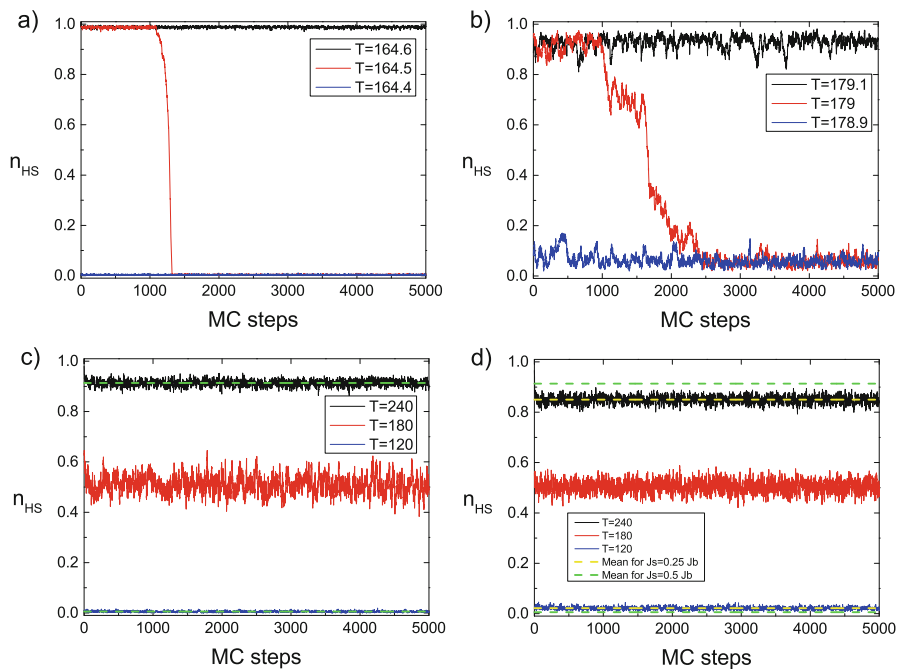 a)
1.0
0.8
0.6
0.4
0.2
0.0
n_HS
T=164.6
T=164.5
T=164.4
0 1000 2000 3000 4000 5000
MC steps
b)
1.0
0.8
0.6
0.4
0.2
0.0
n_HS
T=179.1
T=179
T=178.9
0 1000 2000 3000 4000 5000
MC steps
c)
1.0
0.8
0.6
0.4
0.2
0.0
n_HS
T=240
T=180
T=120
0 1000 2000 3000 4000 5000
MC steps
d)
1.0
0.8
0.6
0.4
0.2
0.0
n_HS
T=240
T=180
T=120
Mean for Js=0.25 Jb
Mean for Js=0.5 Jb
0 1000 2000 3000 4000 5000
MC steps